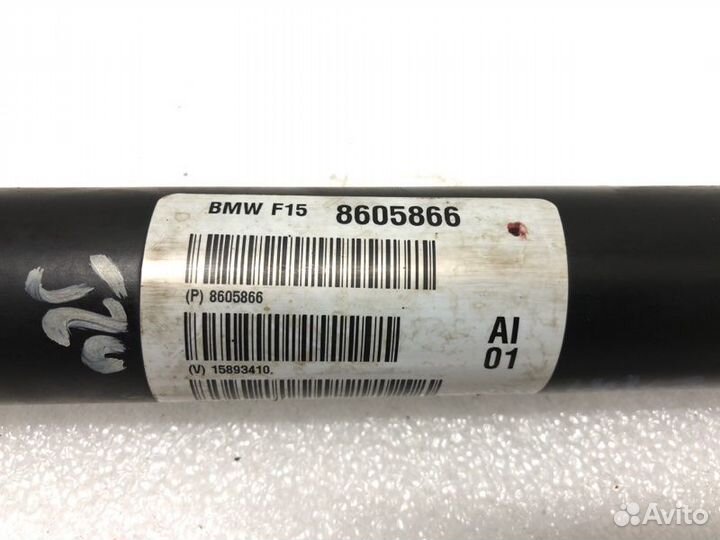 BMW F15 8605866
(P) 8605866
AI
01
(V) 15893410.
Avito